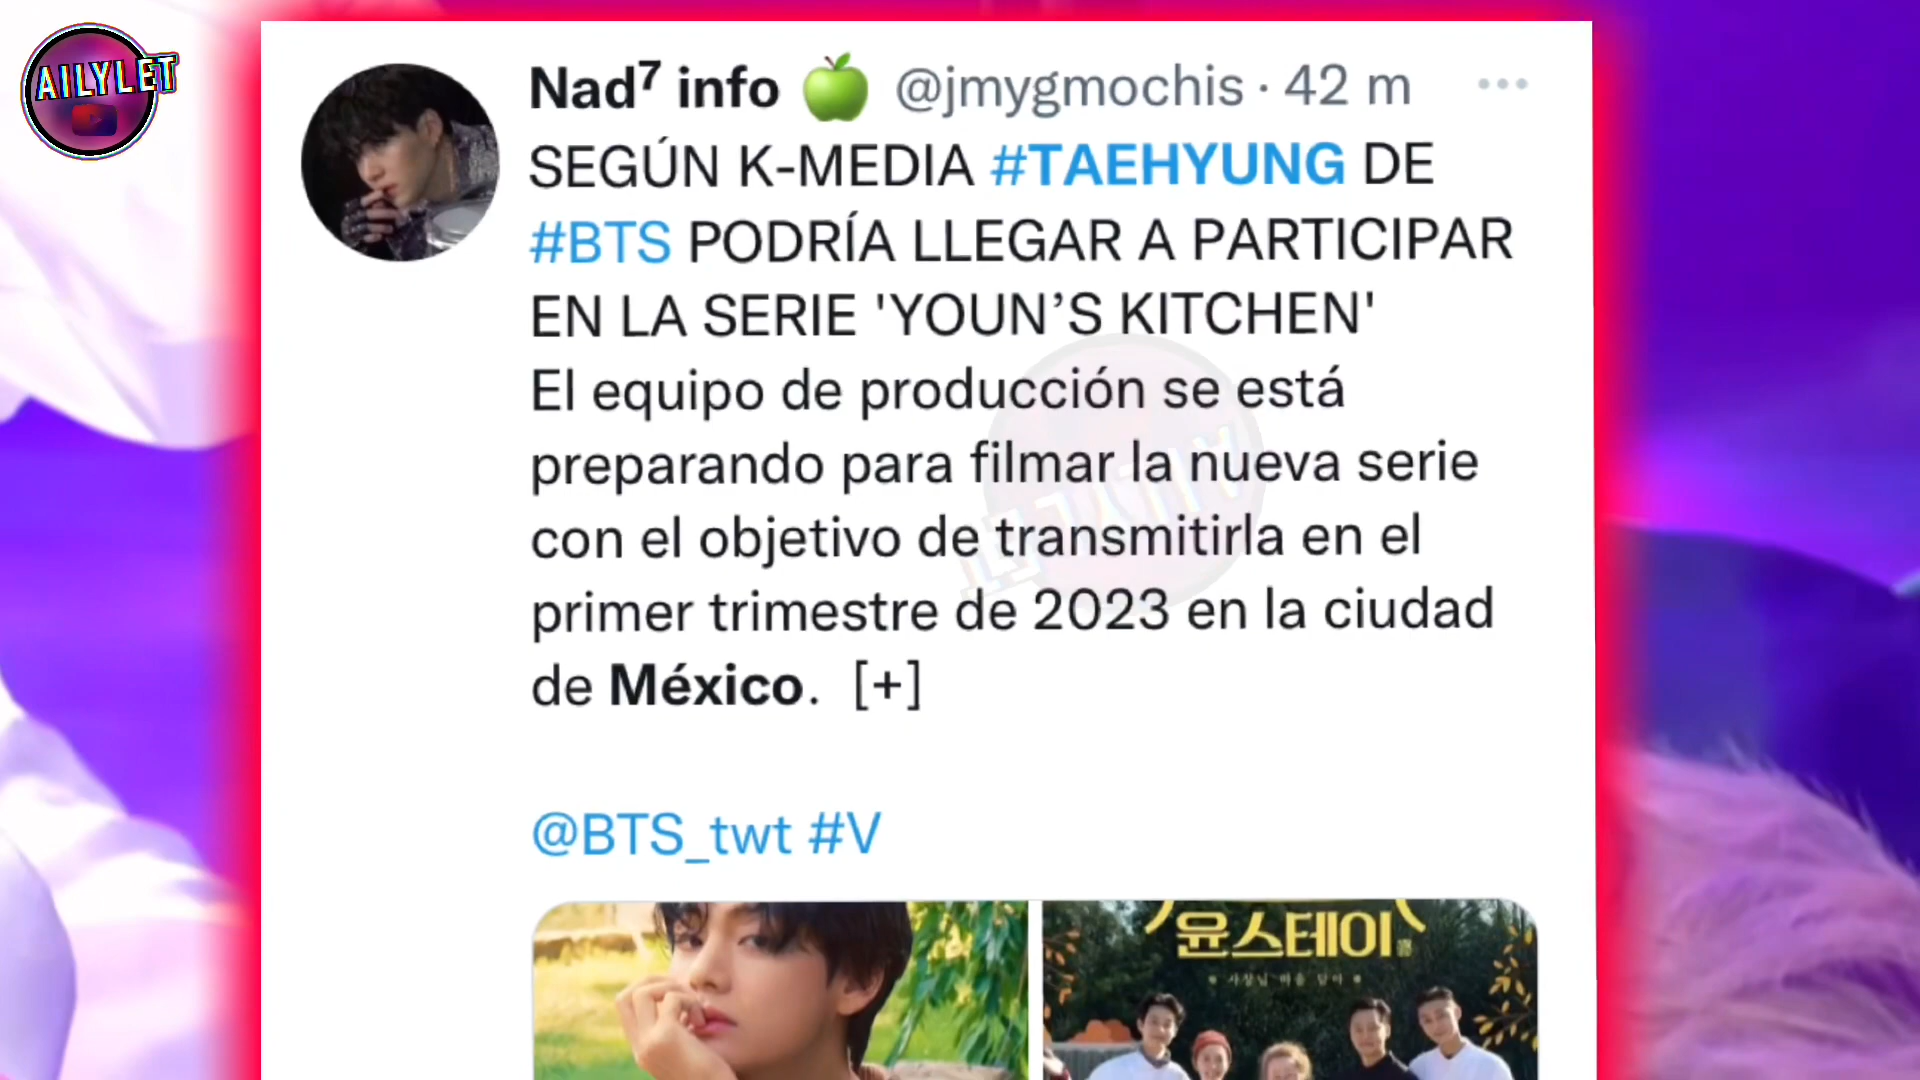 AILYLET
Nad⁷ info 🍏 @jmygmochis · 42 m
SEGÚN K-MEDIA #TAEHYUNG DE
#BTS PODRÍA LLEGAR A PARTICIPAR
EN LA SERIE 'YOUN’S KITCHEN'
El equipo de producción se está
preparando para filmar la nueva serie
con el objetivo de transmitirla en el
primer trimestre de 2023 en la ciudad
de México. [+]
@BTS_twt #V
윤스테이
사장님 마음 담아
AILYLET